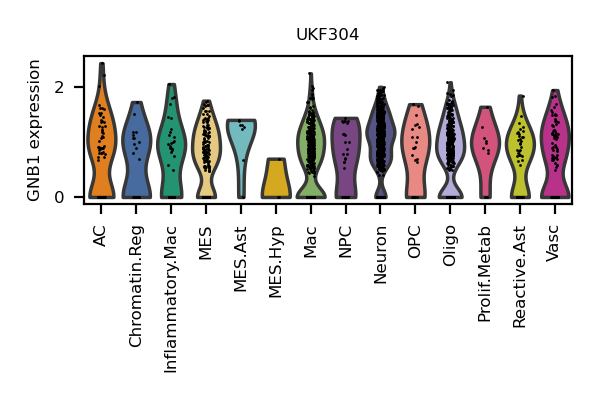 UKF304
GNB1 expression
2
0
AC
Chromatin.Reg
Inflammatory.Mac
MES
MES.Ast
MES.Hyp
Mac
NPC
Neuron
OPC
Oligo
Prolif.Metab
Reactive.Ast
Vasc